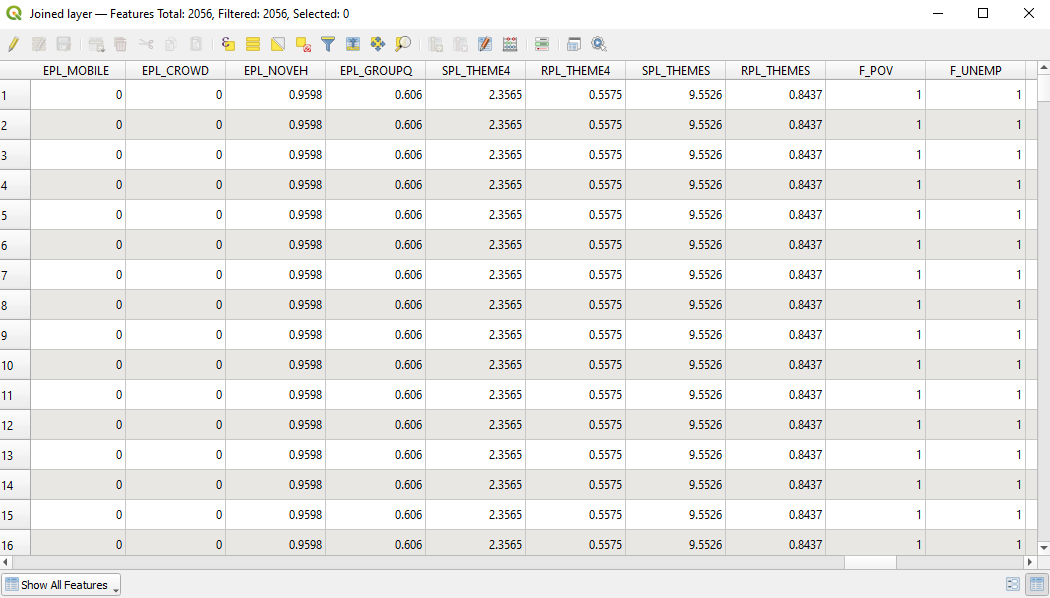 Joined layer — Features Total: 2056, Filtered: 2056, Selected: 0
EPL_MOBILE EPL_CROWD EPL_NOVEH EPL_GROUPQ SPL_THEME4 RPL_THEME4 SPL_THEMES RPL_THEMES F_POV F_UNEMP
1 0 0 0.9598 0.606 2.3565 0.5575 9.5526 0.8437 1 1
2 0 0 0.9598 0.606 2.3565 0.5575 9.5526 0.8437 1 1
3 0 0 0.9598 0.606 2.3565 0.5575 9.5526 0.8437 1 1
4 0 0 0.9598 0.606 2.3565 0.5575 9.5526 0.8437 1 1
5 0 0 0.9598 0.606 2.3565 0.5575 9.5526 0.8437 1 1
6 0 0 0.9598 0.606 2.3565 0.5575 9.5526 0.8437 1 1
7 0 0 0.9598 0.606 2.3565 0.5575 9.5526 0.8437 1 1
8 0 0 0.9598 0.606 2.3565 0.5575 9.5526 0.8437 1 1
9 0 0 0.9598 0.606 2.3565 0.5575 9.5526 0.8437 1 1
10 0 0 0.9598 0.606 2.3565 0.5575 9.5526 0.8437 1 1
11 0 0 0.9598 0.606 2.3565 0.5575 9.5526 0.8437 1 1
12 0 0 0.9598 0.606 2.3565 0.5575 9.5526 0.8437 1 1
13 0 0 0.9598 0.606 2.3565 0.5575 9.5526 0.8437 1 1
14 0 0 0.9598 0.606 2.3565 0.5575 9.5526 0.8437 1 1
15 0 0 0.9598 0.606 2.3565 0.5575 9.5526 0.8437 1 1
16 0 0 0.9598 0.606 2.3565 0.5575 9.5526 0.8437 1 1
Show All Features